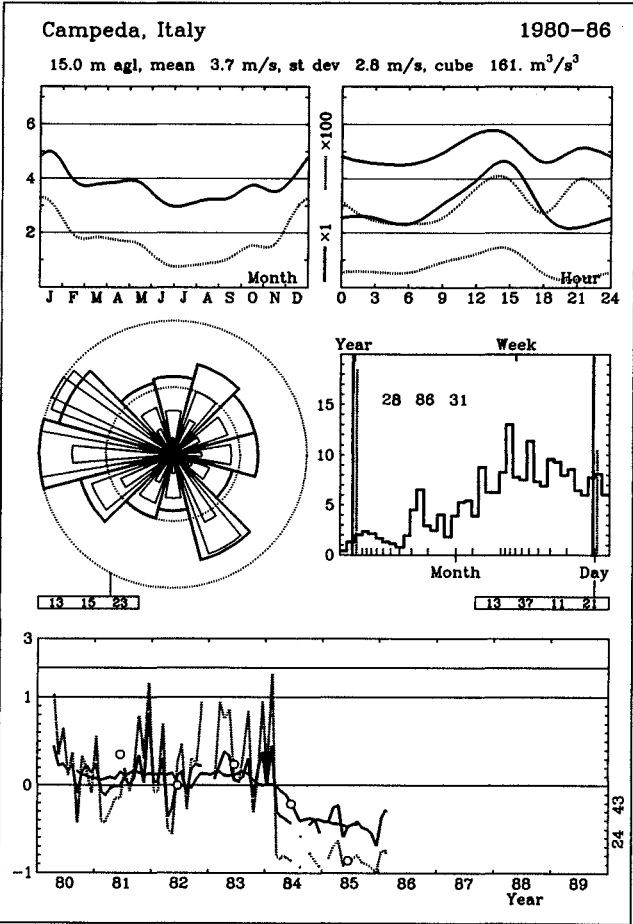 Campeda, Italy 1980-86
15.0 m agl, mean 3.7 m/s, st dev 2.8 m/s, cube 161. m³/s³
6
4
2
×100
×1
Month
Hour
J F M A M J J A S O N D
0 3 6 9 12 15 18 21 24
Year Week
28 86 31
15
10
5
0
Month Day
13 15 23
13 37 11 21
3
1
0
-1
43
24
80 81 82 83 84 85 86 87 88 89
Year